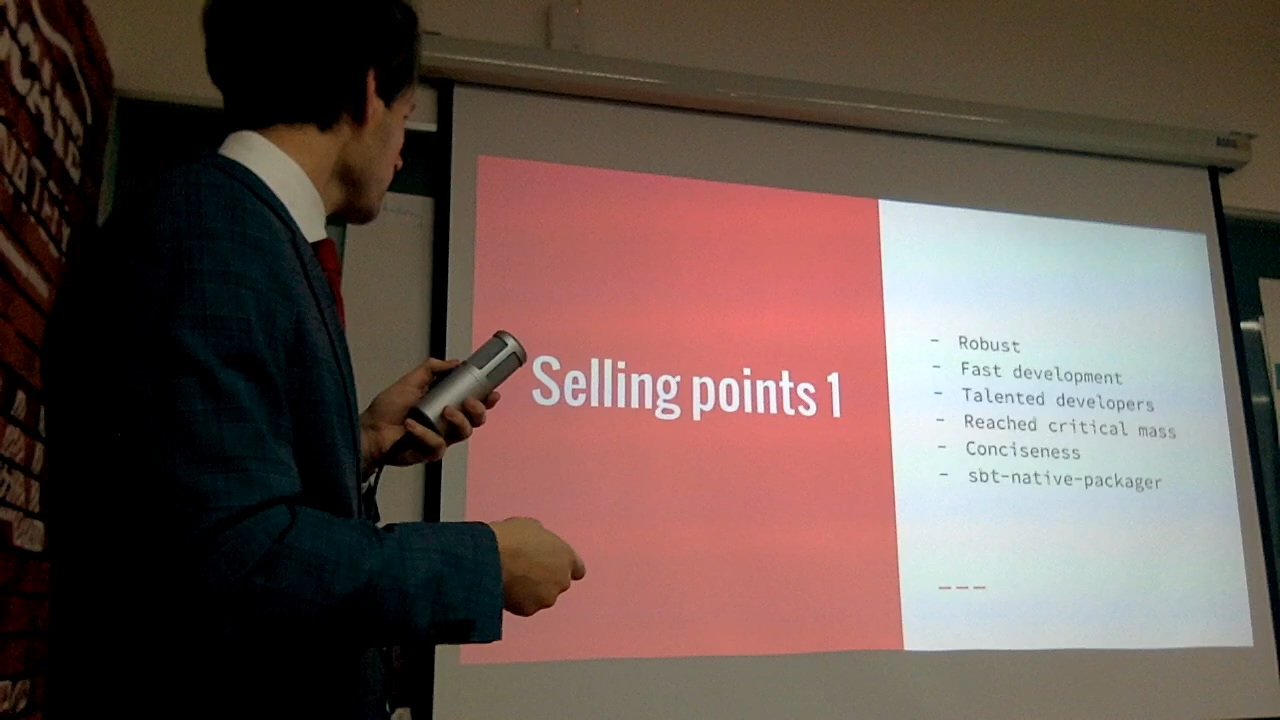 Selling points 1
- Robust
- Fast development
- Talented developers
- Reached critical mass
- Conciseness
- sbt-native-packager